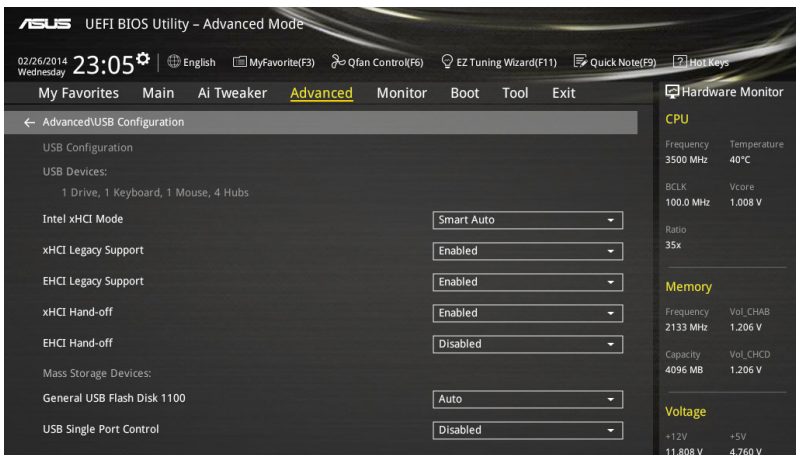 ASUS UEFI BIOS Utility – Advanced Mode
02/26/2014 Wednesday 23:05 English MyFavorite(F3) Qfan Control(F6) EZ Tuning Wizard(F11) Quick Note(F9) ? Hot Keys
My Favorites Main Ai Tweaker Advanced Monitor Boot Tool Exit
← Advanced\USB Configuration
USB Configuration
USB Devices:
1 Drive, 1 Keyboard, 1 Mouse, 4 Hubs
Intel xHCI Mode Smart Auto
xHCI Legacy Support Enabled
EHCI Legacy Support Enabled
xHCI Hand-off Enabled
EHCI Hand-off Disabled
Mass Storage Devices:
General USB Flash Disk 1100 Auto
USB Single Port Control Disabled
Hardware Monitor
CPU
Frequency Temperature
3500 MHz 40°C
BCLK Vcore
100.0 MHz 1.008 V
Ratio
35x
Memory
Frequency Vol_CHAB
2133 MHz 1.206 V
Capacity Vol_CHCD
4096 MB 1.206 V
Voltage
+12V +5V
11.808 V 4.760 V